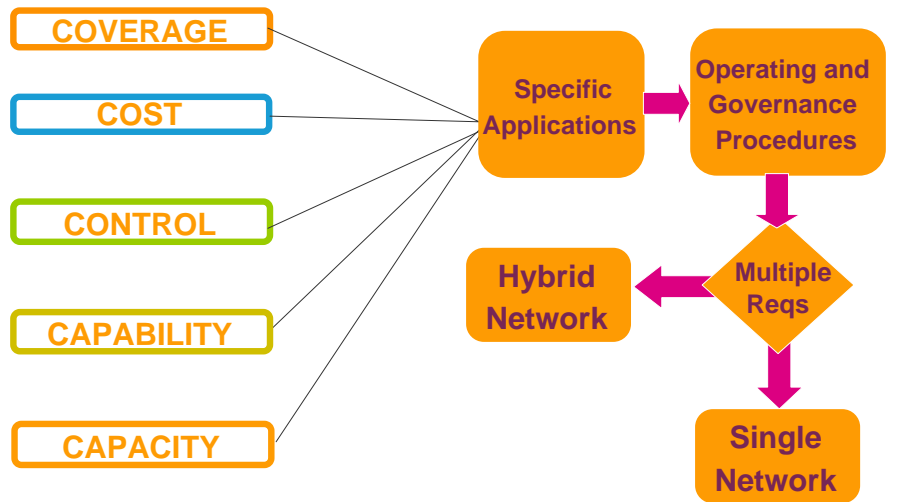 COVERAGE
COST
CONTROL
CAPABILITY
CAPACITY
Specific
Applications
Operating and
Governance
Procedures
Multiple
Reqs
Hybrid
Network
Single
Network